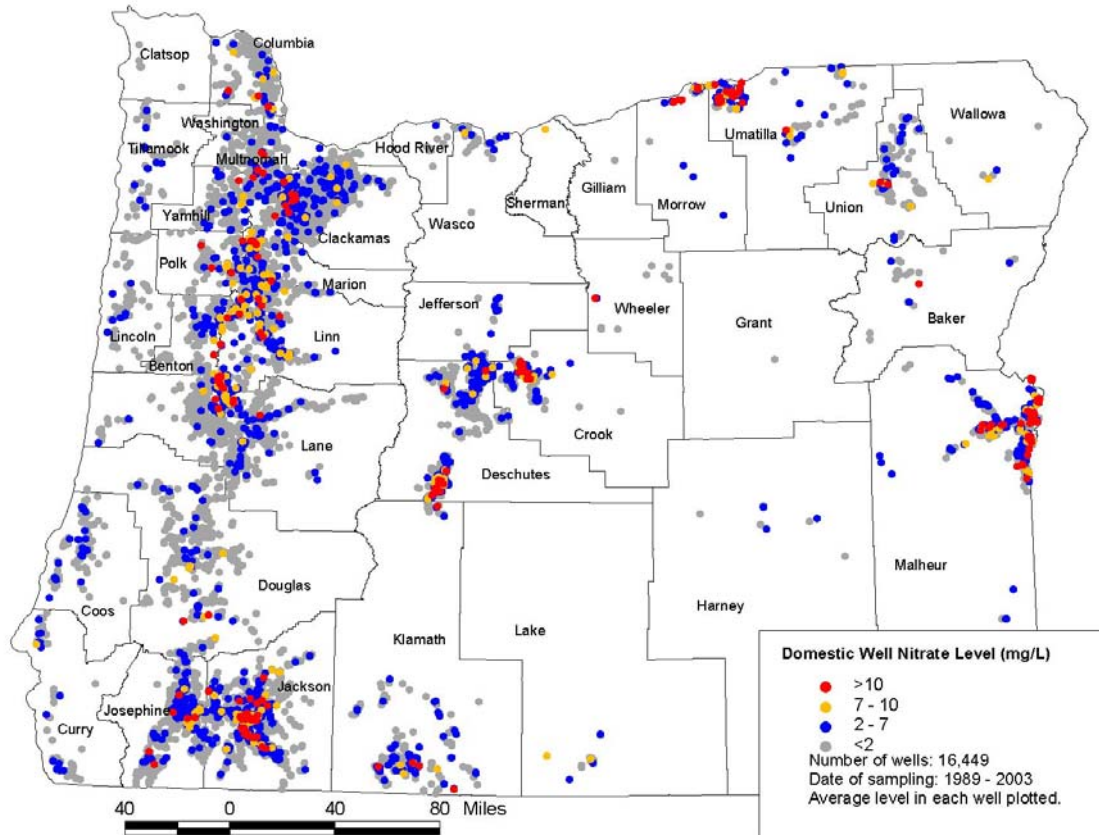 Columbia
Clatsop
Washington
Tillamook
Multnomah
Hood River
Umatilla
Wallowa
Gilliam
Sherman
Morrow
Union
Yamhill
Wasco
Clackamas
Polk
Marion
Jefferson
Wheeler
Grant
Baker
Lincoln
Linn
Benton
Crook
Lane
Deschutes
Malheur
Douglas
Coos
Harney
Lake
Klamath
Jackson
Josephine
Curry
Domestic Well Nitrate Level (mg/L)
>10
7 - 10
2 - 7
<2
Number of wells: 16,449
Date of sampling: 1989 - 2003
Average level in each well plotted.
40 0 40 80 Miles